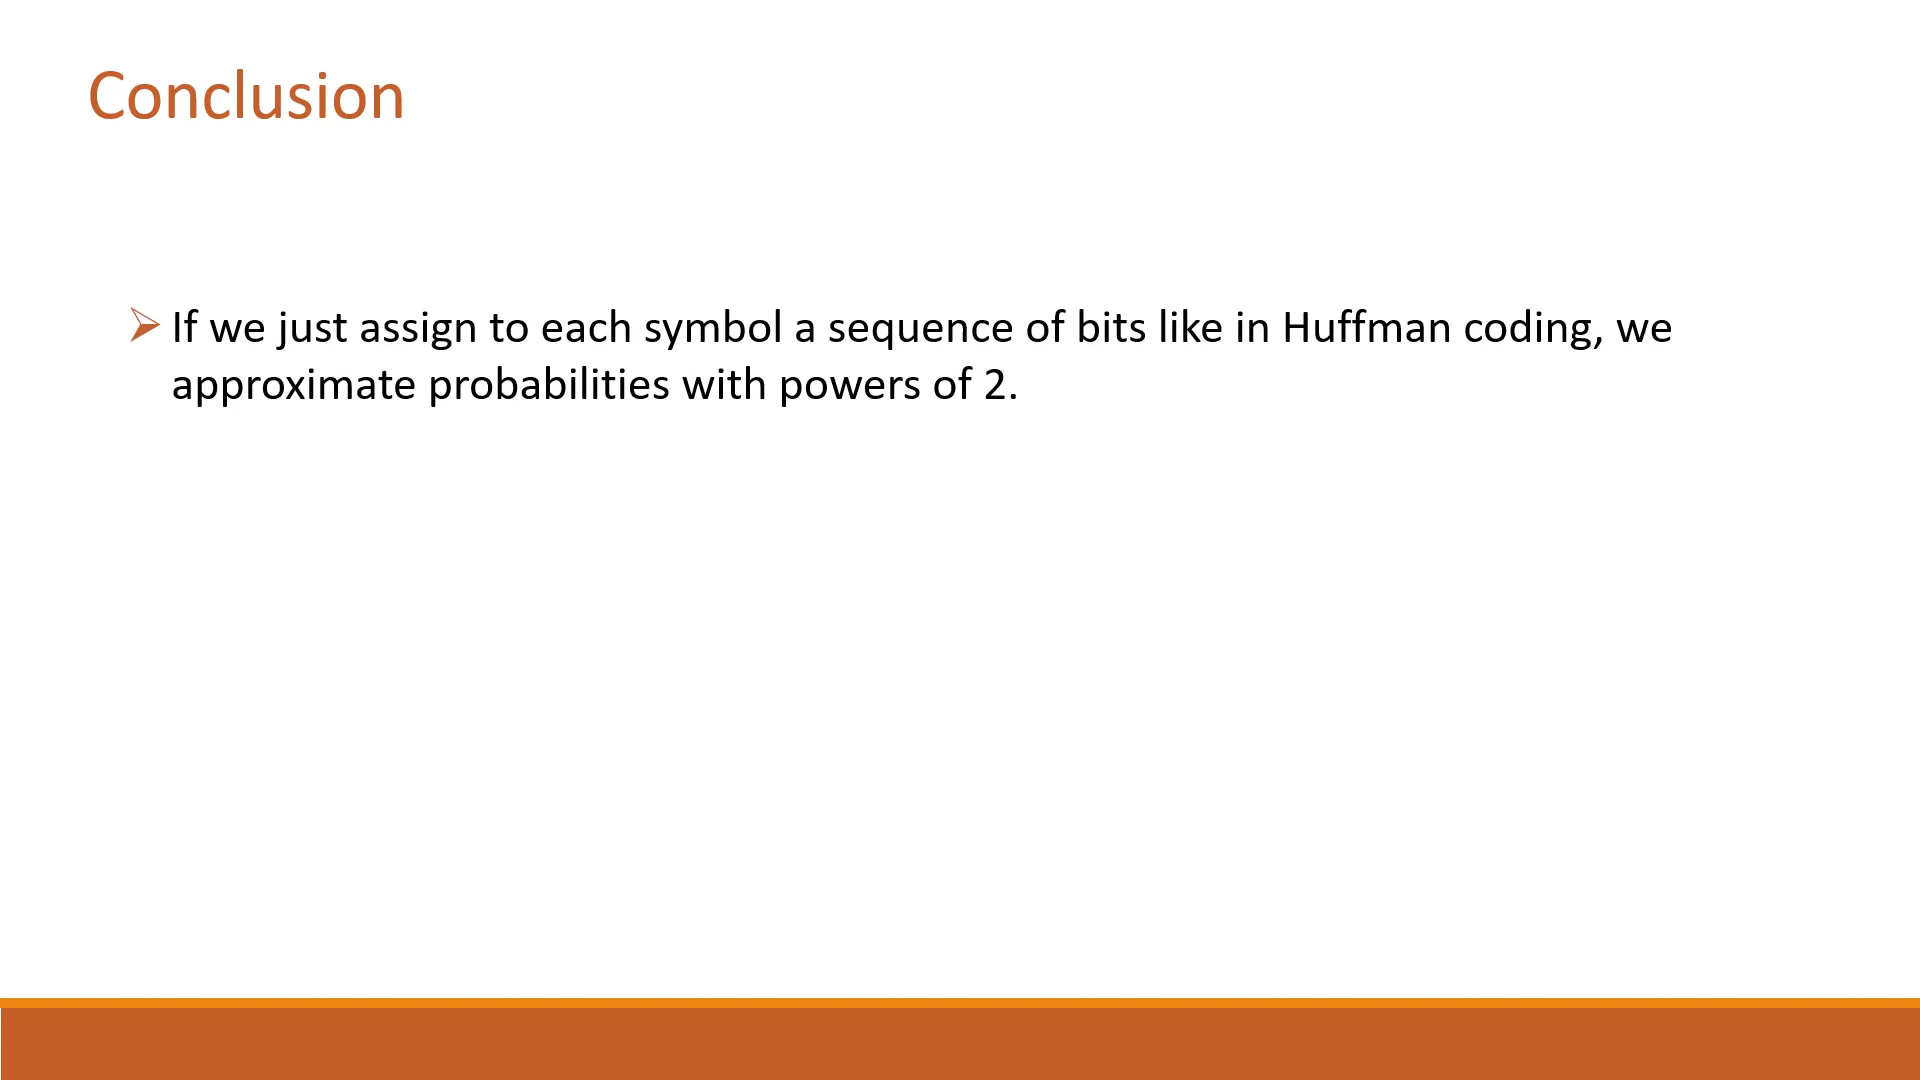 Conclusion
If we just assign to each symbol a sequence of bits like in Huffman coding, we
approximate probabilities with powers of 2.